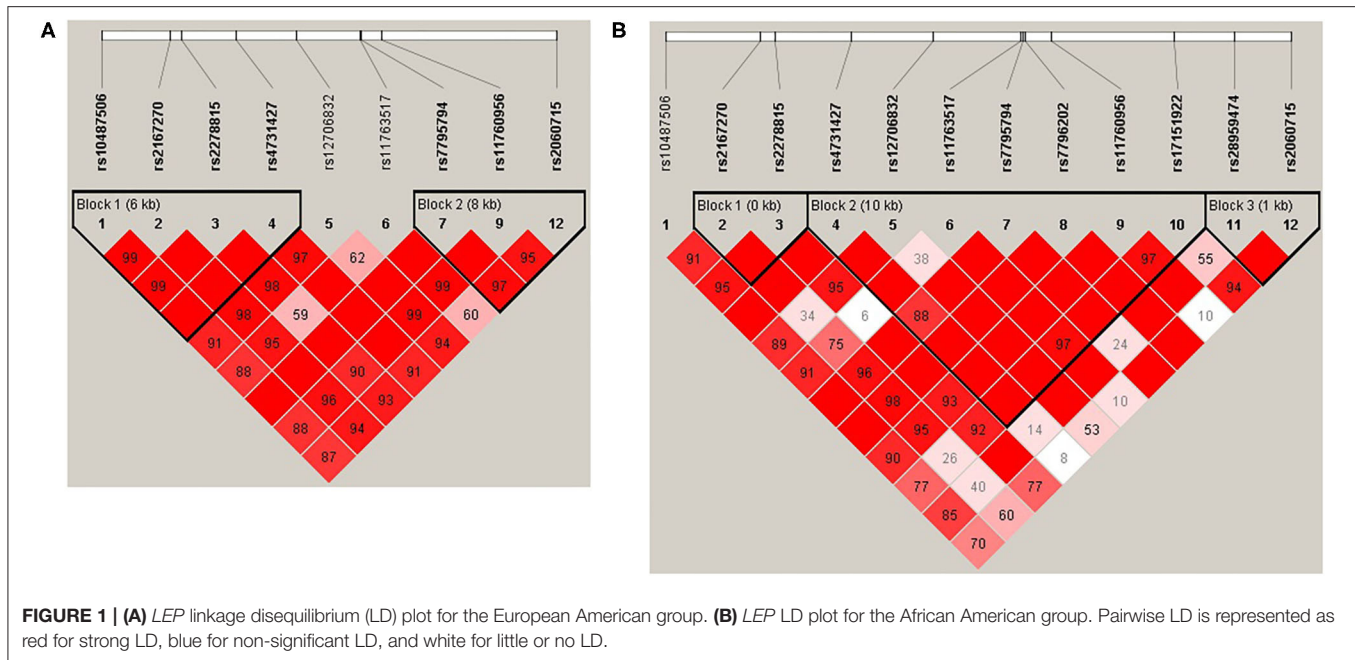 A
rs10487506
rs2167270
rs2278815
rs4731427
rs12706832
rs11763517
rs7795794
rs11760956
rs2060715
Block 1 (6 kb)
Block 2 (8 kb)
1 2 3 4 5 6 7 9 12
99 97 62 95
99 98 99 97
98 59 99 60
91 95 94
88 90 91
96 93
88 94
87
B
rs10487506
rs2167270
rs2278815
rs4731427
rs12706832
rs11763517
rs7795794
rs7796202
rs11760956
rs17151922
rs28959474
rs2060715
Block 1 (0 kb)
Block 2 (10 kb)
Block 3 (1 kb)
1 2 3 4 5 6 7 8 9 10 11 12
91 38 97 55
95 95 94
34 6 88 10
89 75 97 24
91 96
98 93 10
95 92 14 53
90 26 8
77 40 77
85 60
70
FIGURE 1 | (A) LEP linkage disequilibrium (LD) plot for the European American group. (B) LEP LD plot for the African American group. Pairwise LD is represented as
red for strong LD, blue for non-significant LD, and white for little or no LD.